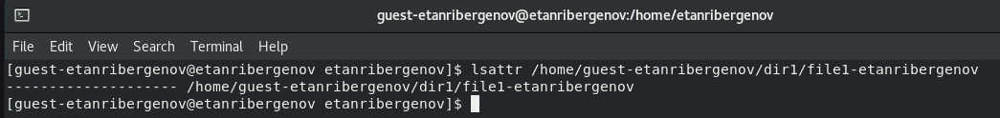 guest-etanribergenov@etanribergenov:/home/etanribergenov
File Edit View Search Terminal Help
[guest-etanribergenov@etanribergenov etanribergenov]$ lsattr /home/guest-etanribergenov/dir1/file1-etanribergenov
-------------------- /home/guest-etanribergenov/dir1/file1-etanribergenov
[guest-etanribergenov@etanribergenov etanribergenov]$